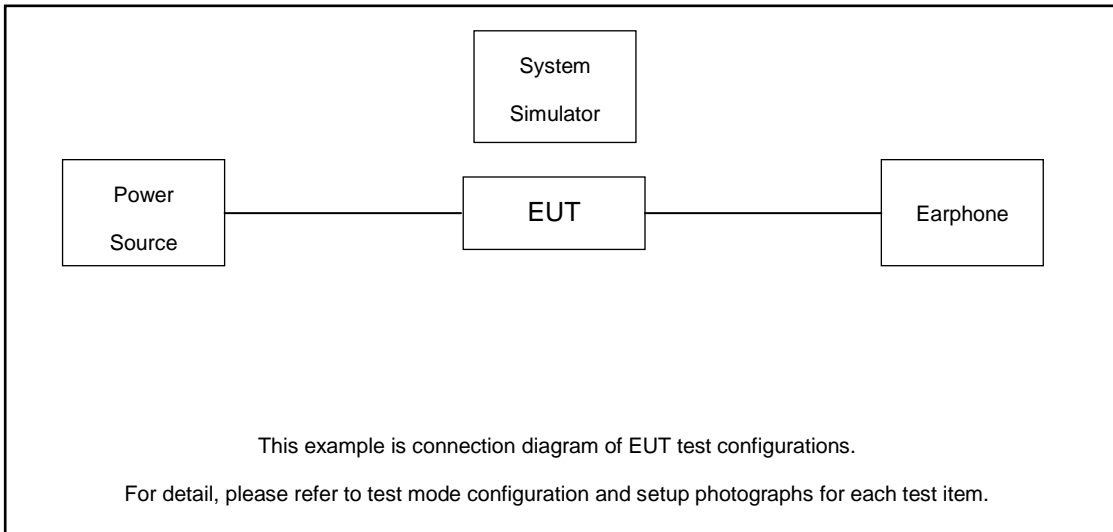 System
Simulator
Power
Source
EUT
Earphone
This example is connection diagram of EUT test configurations.
For detail, please refer to test mode configuration and setup photographs for each test item.